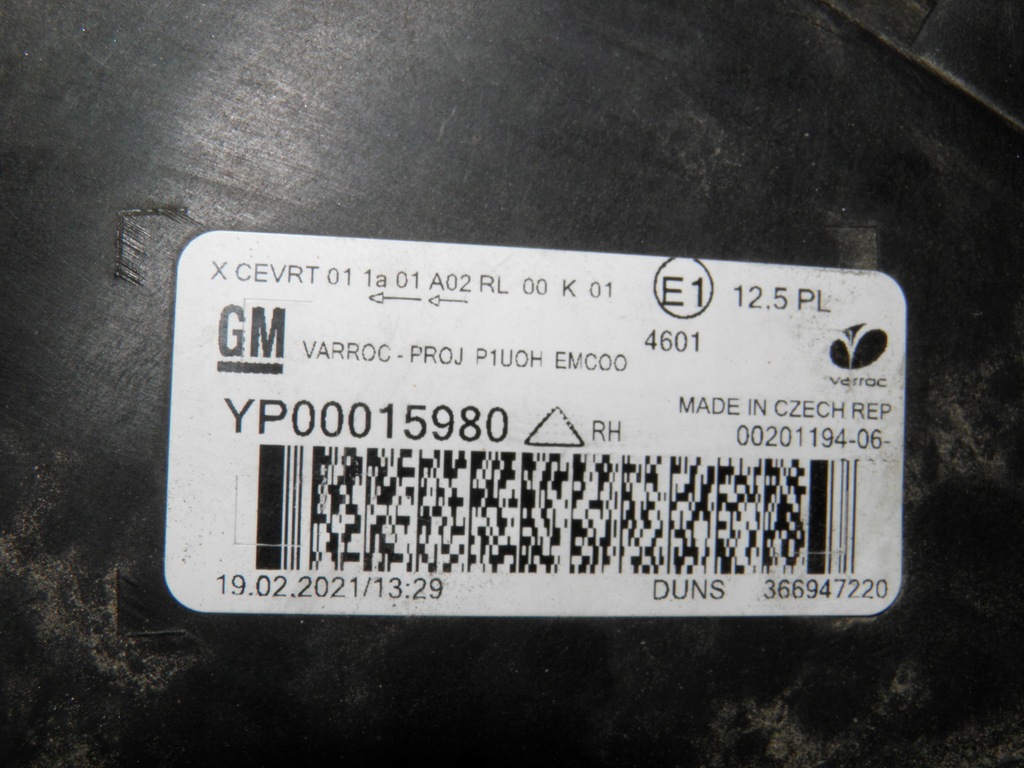 X CEVRT 01 1a 01 A02 RL 00 K 01
E1
12.5 PL
4601
GM
VARROC - PROJ P1UOH EMCOO
varroc
YP00015980
RH
MADE IN CZECH REP
00201194-06-
19.02.2021/13:29
DUNS 366947220